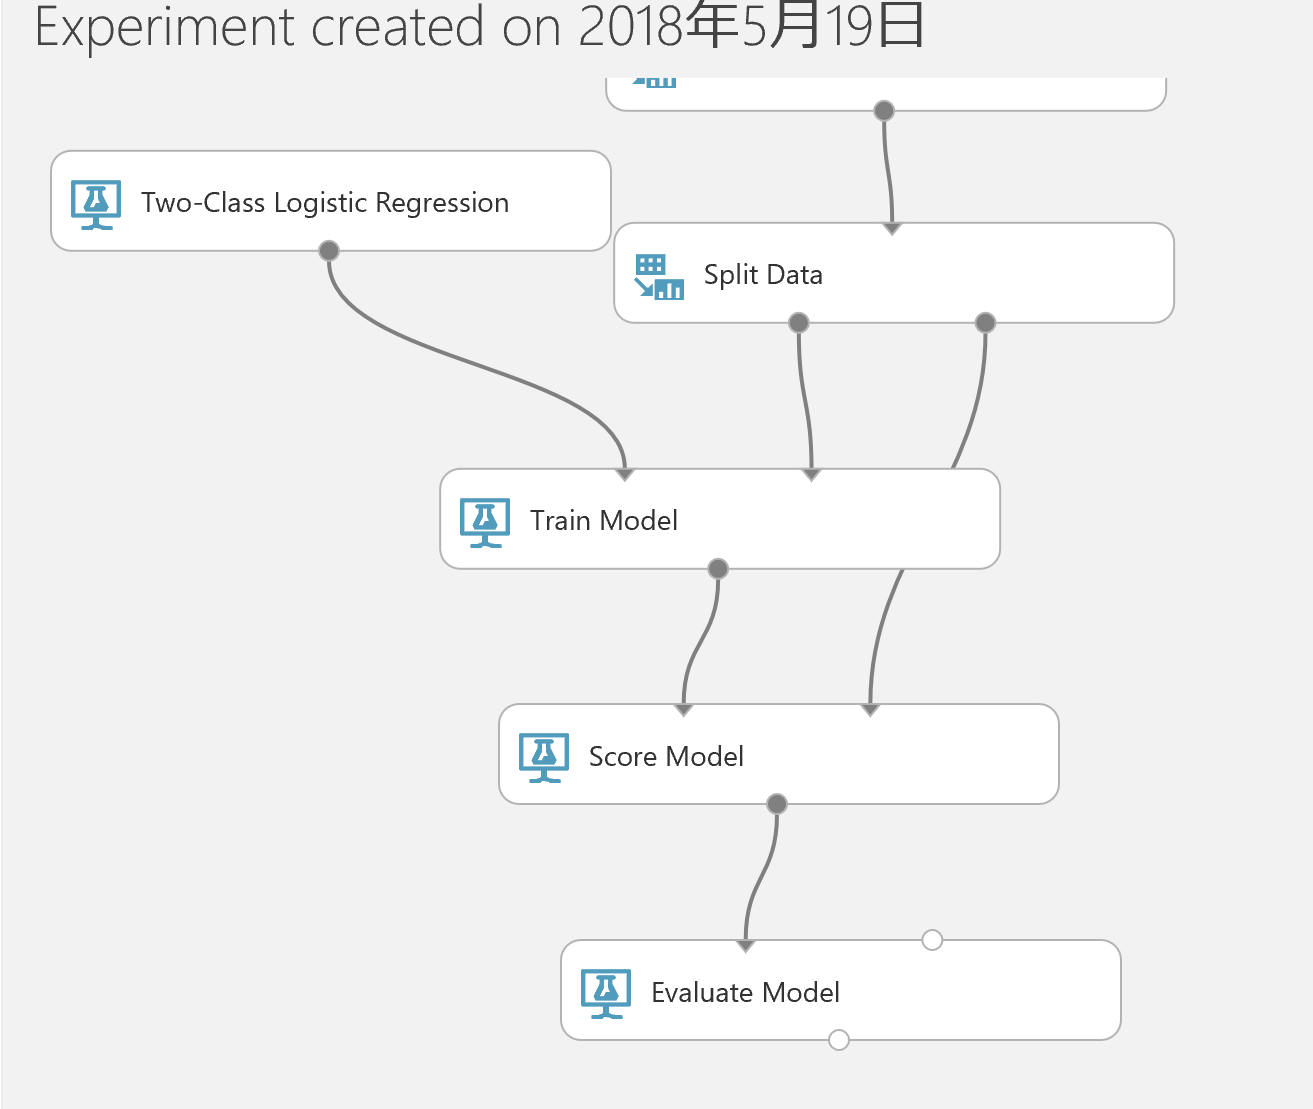 Experiment created on 2018年5月19日
Two-Class Logistic Regression
Split Data
Train Model
Score Model
Evaluate Model